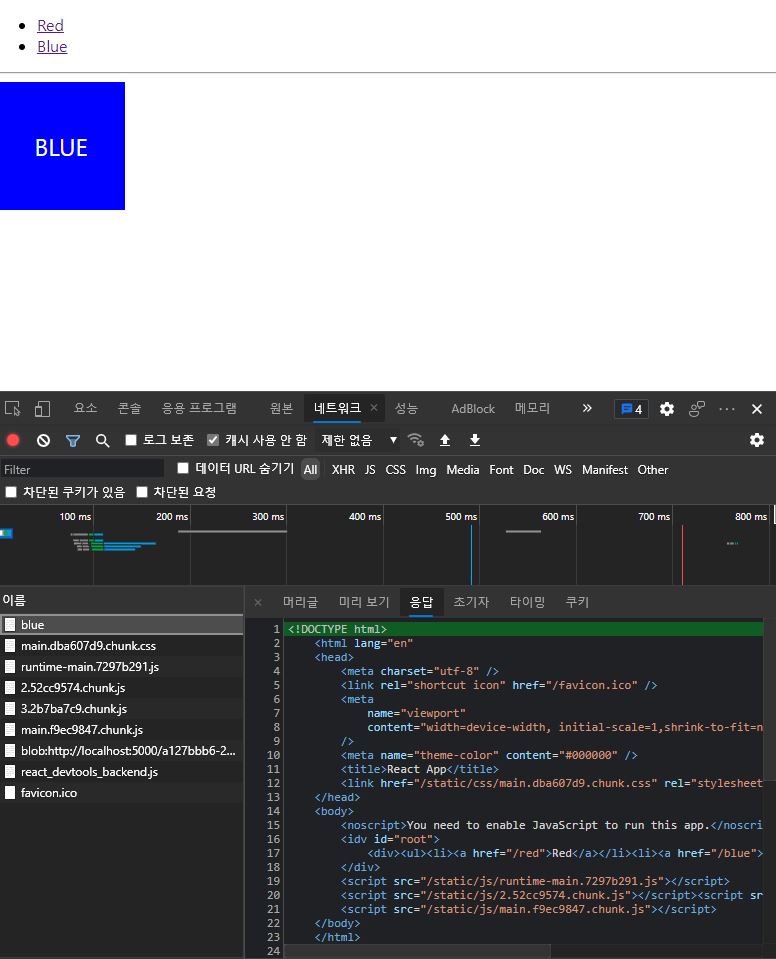 Red
Blue
BLUE
요소 콘솔 응용 프로그램 원본 네트워크 × 성능 AdBlock 메모리 » 4 ··· ×
로그 보존 캐시 사용 안 함 제한 없음 ▼
Filter 데이터 URL 숨기기 All XHR JS CSS Img Media Font Doc WS Manifest Other
차단된 쿠키가 있음 차단된 요청
100 ms 200 ms 300 ms 400 ms 500 ms 600 ms 700 ms 800 ms
이름
blue
main.dba607d9.chunk.css
runtime-main.7297b291.js
2.52cc9574.chunk.js
3.2b7ba7c9.chunk.js
main.f9ec9847.chunk.js
blob:http://localhost:5000/a127bbb6-2...
react_devtools_backend.js
favicon.ico
× 머리글 미리 보기 응답 초기자 타이밍 쿠키
1 <!DOCTYPE html>
2 <html lang="en"
3 <head>
4 <meta charset="utf-8" />
5 <link rel="shortcut icon" href="/favicon.ico" />
6 <meta
7 name="viewport"
8 content="width=device-width, initial-scale=1,shrink-to-fit=n
9 />
10 <meta name="theme-color" content="#000000" />
11 <title>React App</title>
12 <link href="/static/css/main.dba607d9.chunk.css" rel="stylesheet
13 </head>
14 <body>
15 <noscript>You need to enable JavaScript to run this app.</noscri
16 <idv id="root">
17 <div><ul><li><a href="/red">Red</a></li><li><a href="/blue">
18 </div>
19 <script src="/static/js/runtime-main.7297b291.js"></script>
20 <script src="/static/js/2.52cc9574.chunk.js"></script><script sr
21 <script src="/static/js/main.f9ec9847.chunk.js"></script>
22 </body>
23 </html>
24